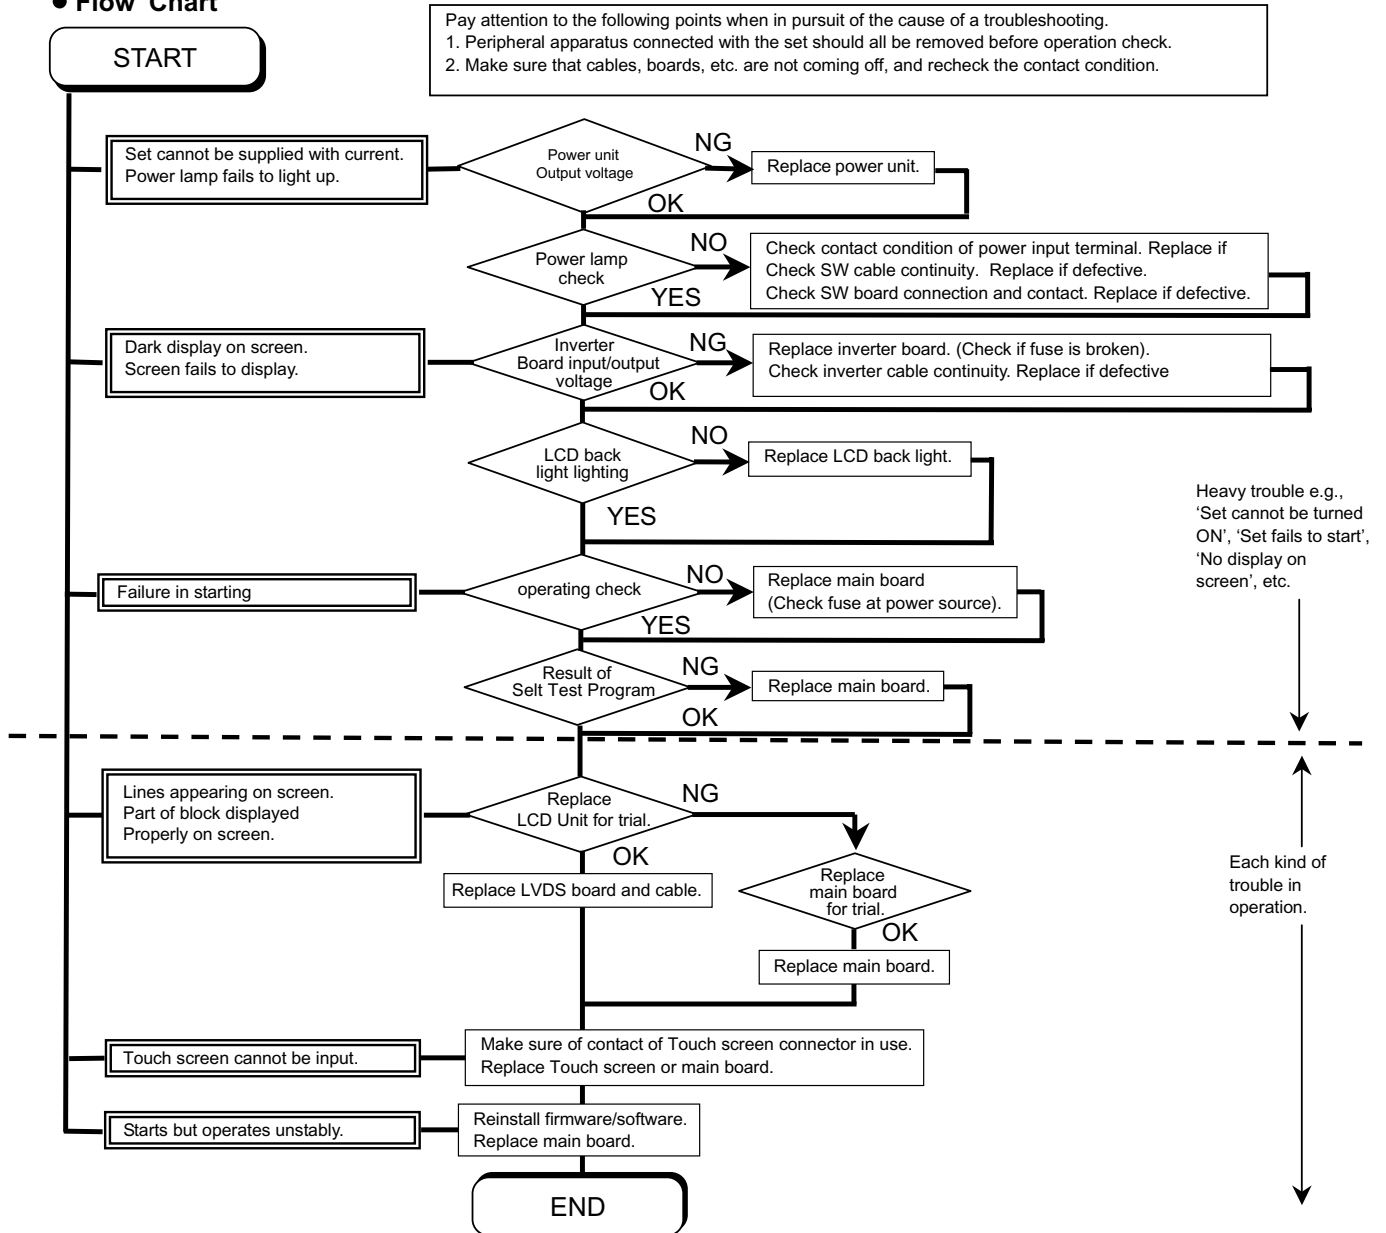 ● Flow Chart
Pay attention to the following points when in pursuit of the cause of a troubleshooting.
1. Peripheral apparatus connected with the set should all be removed before operation check.
2. Make sure that cables, boards, etc. are not coming off, and recheck the contact condition.
START
Set cannot be supplied with current.
Power lamp fails to light up.
Power unit
Output voltage
NG
Replace power unit.
OK
Power lamp
check
NO
Check contact condition of power input terminal. Replace if
Check SW cable continuity.  Replace if defective.
Check SW board connection and contact. Replace if defective.
YES
Dark display on screen.
Screen fails to display.
Inverter
Board input/output
voltage
NG
Replace inverter board. (Check if fuse is broken).
Check inverter cable continuity. Replace if defective
OK
LCD back
light lighting
NO
Replace LCD back light.
YES
Heavy trouble e.g.,
‘Set cannot be turned
ON’, ‘Set fails to start’,
‘No display on
screen’, etc.
Failure in starting
operating check
NO
Replace main board
(Check fuse at power source).
YES
Result of
Selt Test Program
NG
Replace main board.
OK
Lines appearing on screen.
Part of block displayed
Properly on screen.
Replace
LCD Unit for trial.
NG
OK
Replace LVDS board and cable.
Replace
main board
for trial.
OK
Replace main board.
Each kind of
trouble in
operation.
Touch screen cannot be input.
Make sure of contact of Touch screen connector in use.
Replace Touch screen or main board.
Starts but operates unstably.
Reinstall firmware/software.
Replace main board.
END